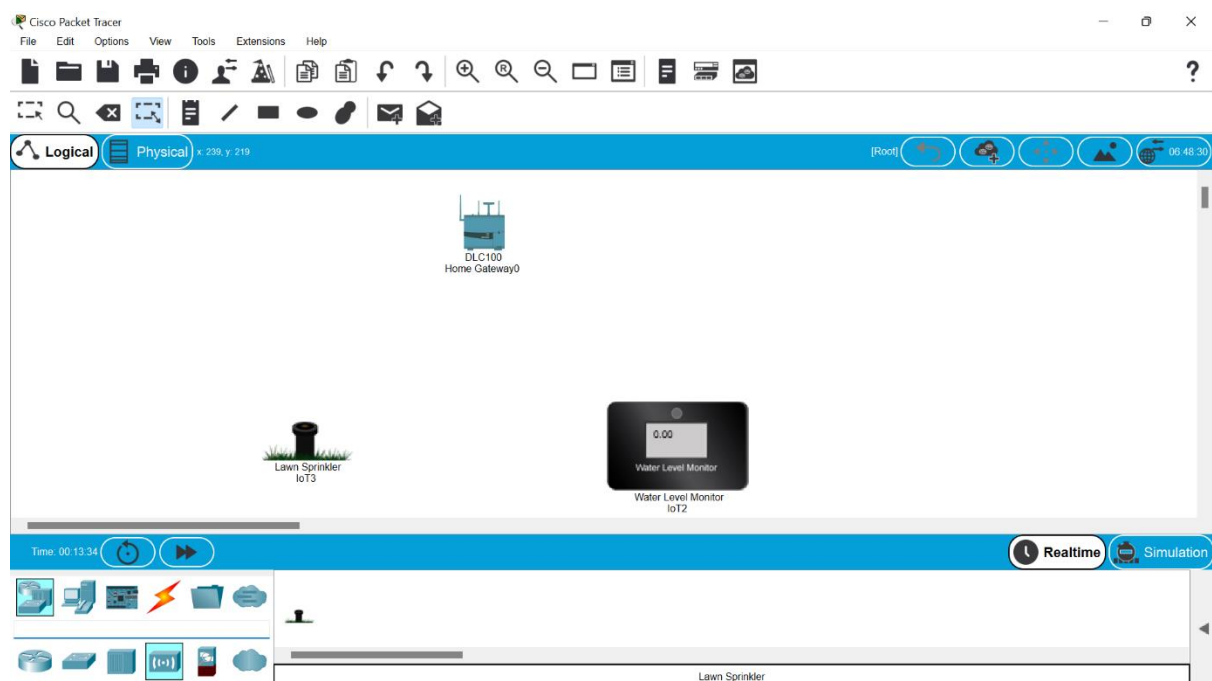 Cisco Packet Tracer
File Edit Options View Tools Extensions Help
Logical Physical x: 239, y: 219 [Root] 06:48:30
DLC100
Home Gateway0
Lawn Sprinkler
IoT3
0.00
Water Level Monitor
Water Level Monitor
IoT2
Time: 00:13:34 Realtime Simulation
Lawn Sprinkler